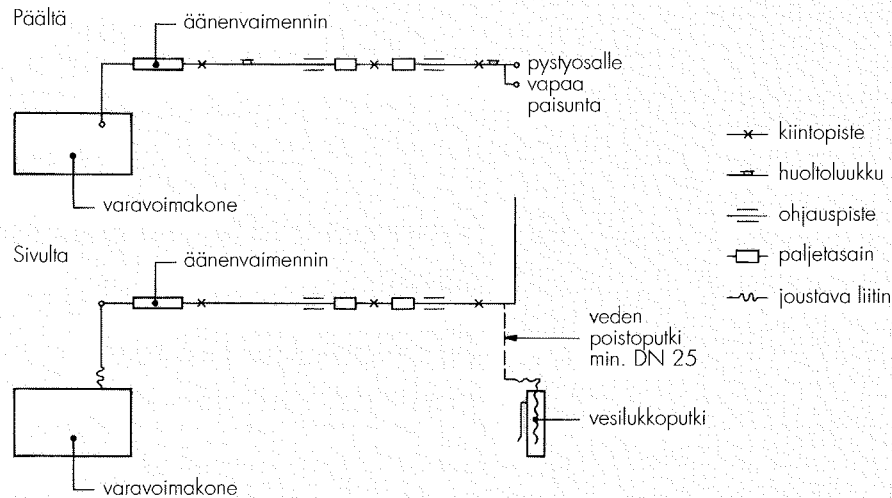 Päältä
äänenvaimennin
pystyosalle
vapaa
paisunta
varavoimakone
kiintopiste
huoltoluukku
ohjauspiste
paljetasain
joustava liitin
Sivulta
äänenvaimennin
veden
poistoputki
min. DN 25
vesilukkoputki
varavoimakone